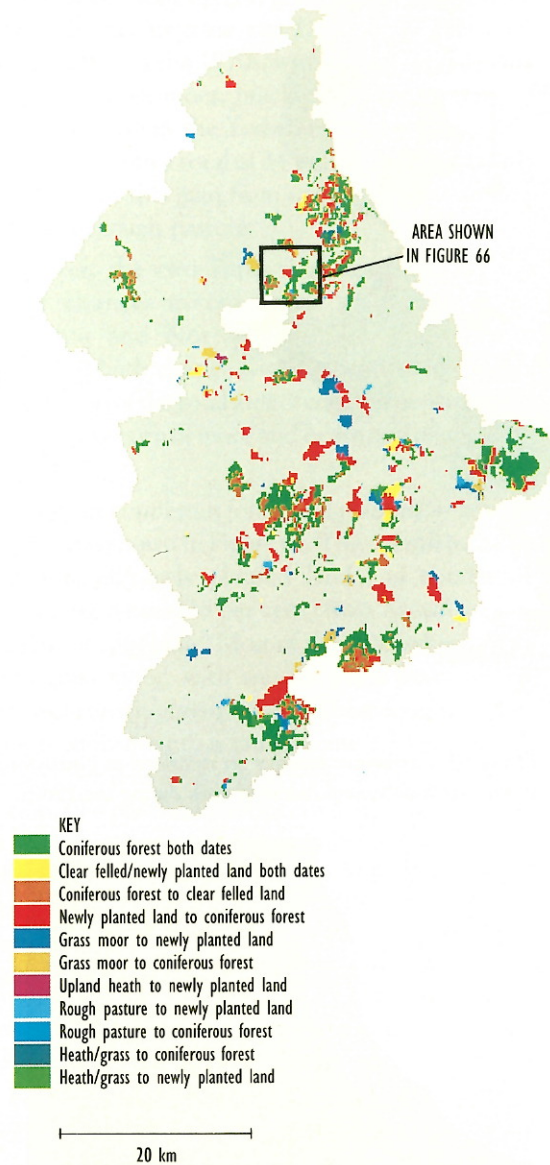 AREA SHOWN
IN FIGURE 66
KEY
Coniferous forest both dates
Clear felled/newly planted land both dates
Coniferous forest to clear felled land
Newly planted land to coniferous forest
Grass moor to newly planted land
Grass moor to coniferous forest
Upland heath to newly planted land
Rough pasture to newly planted land
Rough pasture to coniferous forest
Heath/grass to coniferous forest
Heath/grass to newly planted land
20 km